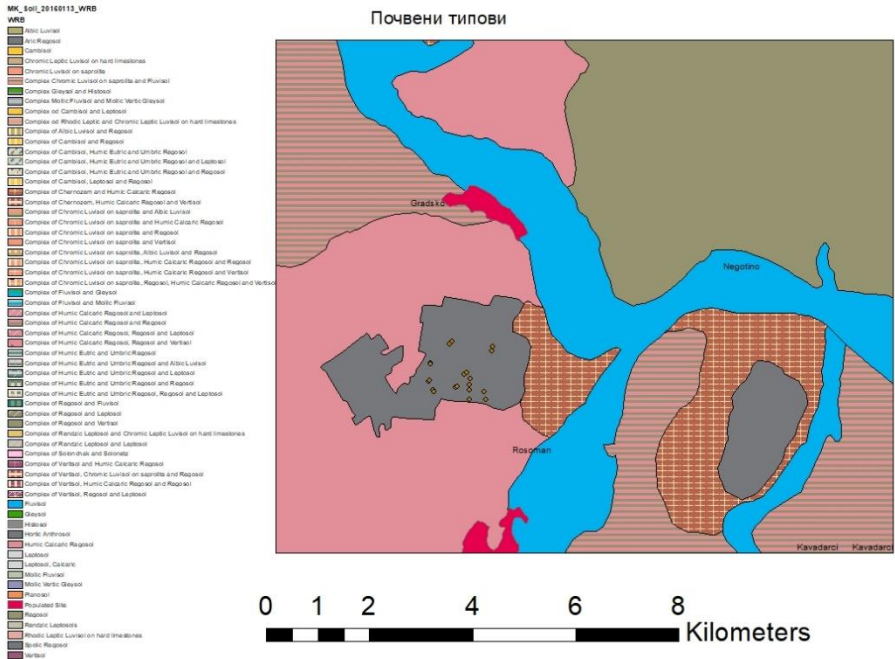 MK_Soil_20160113_WRB
WRB
Почвени типови
Albic Luvisol
Aric Regosol
Cambisol
Chromic Leptic Luvisol on hard limestones
Chromic Luvisol on saprolite
Complex Chromic Luvisol on saprolite and Fluvisol
Complex Gleysol and Histosol
Complex Mollic Fluvisol and Mollic Vertic Gleysol
Complex od Cambisol and Leptosol
Complex od Rhodic Leptic and Chromic Leptic Luvisol on hard limestones
Complex of Albic Luvisol and Regosol
Complex of Cambisol and Regosol
Complex of Cambisol, Humic Eutric and Umbric Regosol
Complex of Cambisol, Humic Eutric and Umbric Regosol and Leptosol
Complex of Cambisol, Humic Eutric and Umbric Regosol and Regosol
Complex of Cambisol, Leptosol and Regosol
Complex of Chernozem and Humic Calcaric Regosol
Complex of Chernozem, Humic Calcaric Regosol and Vertisol
Complex of Chromic Luvisol on saprolite and Albic Luvisol
Complex of Chromic Luvisol on saprolite and Humic Calcaric Regosol
Complex of Chromic Luvisol on saprolite and Regosol
Complex of Chromic Luvisol on saprolite and Vertisol
Complex of Chromic Luvisol on saprolite, Albic Luvisol and Regosol
Complex of Chromic Luvisol on saprolite, Humic Calcaric Regosol and Regosol
Complex of Chromic Luvisol on saprolite, Humic Calcaric Regosol and Vertisol
Complex of Chromic Luvisol on saprolite, Regosol, Humic Calcaric Regosol and Vertisol
Complex of Fluvisol and Gleysol
Complex of Fluvisol and Mollic Fluvisol
Complex of Humic Calcaric Regosol and Leptosol
Complex of Humic Calcaric Regosol and Regosol
Complex of Humic Calcaric Regosol, Regosol and Leptosol
Complex of Humic Calcaric Regosol, Regosol and Vertisol
Complex of Humic Eutric and Umbric Regosol
Complex of Humic Eutric and Umbric Regosol and Albic Luvisol
Complex of Humic Eutric and Umbric Regosol and Leptosol
Complex of Humic Eutric and Umbric Regosol and Regosol
Complex of Humic Eutric and Umbric Regosol, Regosol and Leptosol
Complex of Regosol and Fluvisol
Complex of Regosol and Leptosol
Complex of Regosol and Vertisol
Complex of Rendzic Leptosol and Chromic Leptic Luvisol on hard limestones
Complex of Rendzic Leptosol and Leptosol
Complex of Solonchak and Solonetz
Complex of Vertisol and Humic Calcaric Regosol
Complex of Vertisol, Chromic Luvisol on saprolite and Regosol
Complex of Vertisol, Humic Calcaric Regosol and Regosol
Complex of Vertisol, Regosol and Leptosol
Fluvisol
Gleysol
Histosol
Hortic Anthrosol
Humic Calcaric Regosol
Leptosol
Leptosol, Calcaric
Mollic Fluvisol
Mollic Vertic Gleysol
Planosol
Populated Site
Regosol
Rendzic Leptosols
Rhodic Leptic Luvisol on hard limestones
Spolic Regosol
Vertisol
Gradsko
Negotino
Rosoman
Kavadarci Kavadarci
0 1 2 4 6 8
Kilometers